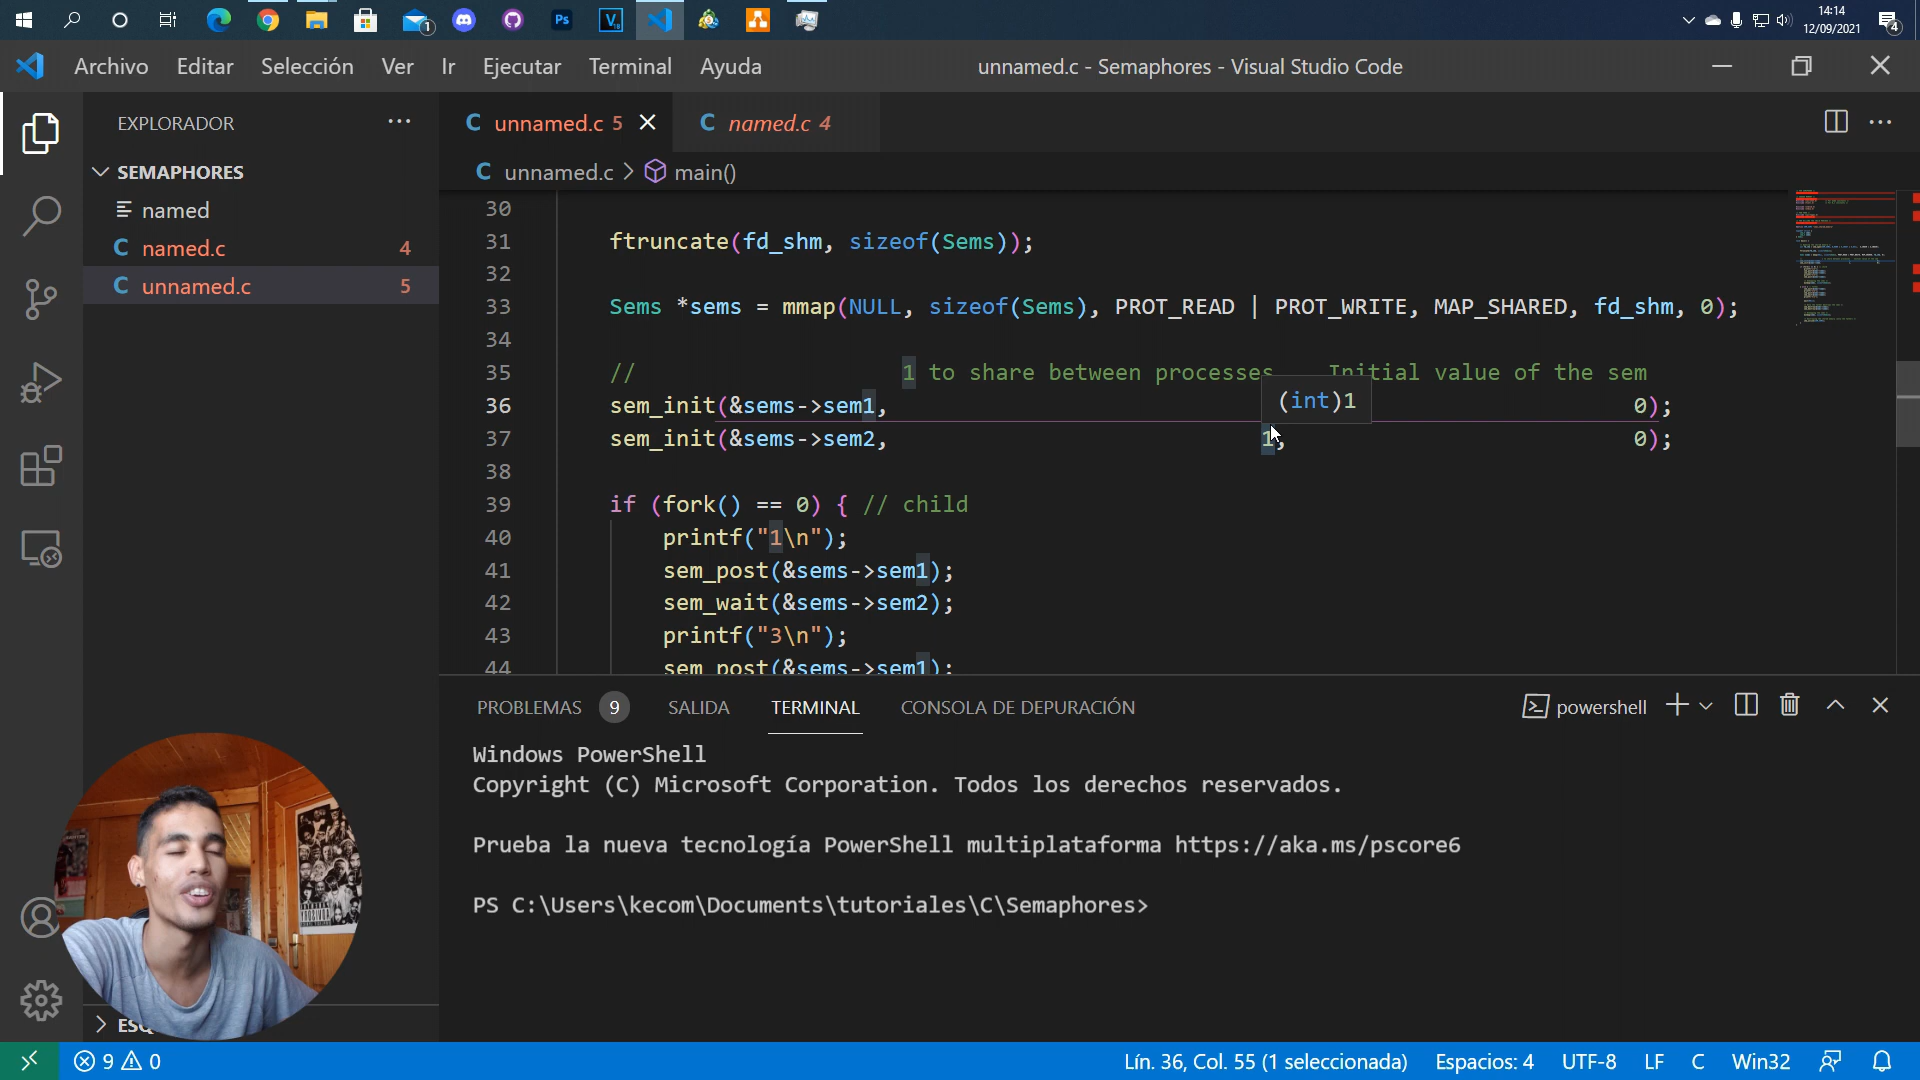 14:14
12/09/2021
1
4
Ps
V
Archivo Editar Selección Ver Ir Ejecutar Terminal Ayuda
unnamed.c - Semaphores - Visual Studio Code
EXPLORADOR
SEMAPHORES
named
C named.c 4
C unnamed.c 5
C unnamed.c 5
C named.c 4
C unnamed.c > main()
30
31 ftruncate(fd_shm, sizeof(Sems));
32
33 Sems *sems = mmap(NULL, sizeof(Sems), PROT_READ | PROT_WRITE, MAP_SHARED, fd_shm, 0);
34
35 // 1 to share between processes Initial value of the sem
(int)1
36 sem_init(&sems->sem1, 0);
37 sem_init(&sems->sem2, 1, 0);
38
39 if (fork() == 0) { // child
40 printf("1\n");
41 sem_post(&sems->sem1);
42 sem_wait(&sems->sem2);
43 printf("3\n");
44 sem_post(&sems->sem1);
PROBLEMAS 9 SALIDA TERMINAL CONSOLA DE DEPURACIÓN
powershell
Windows PowerShell
Copyright (C) Microsoft Corporation. Todos los derechos reservados.
Prueba la nueva tecnología PowerShell multiplataforma https://aka.ms/pscore6
PS C:\Users\kecom\Documents\tutoriales\C\Semaphores>
9 0
Lín. 36, Col. 55 (1 seleccionada) Espacios: 4 UTF-8 LF C Win32